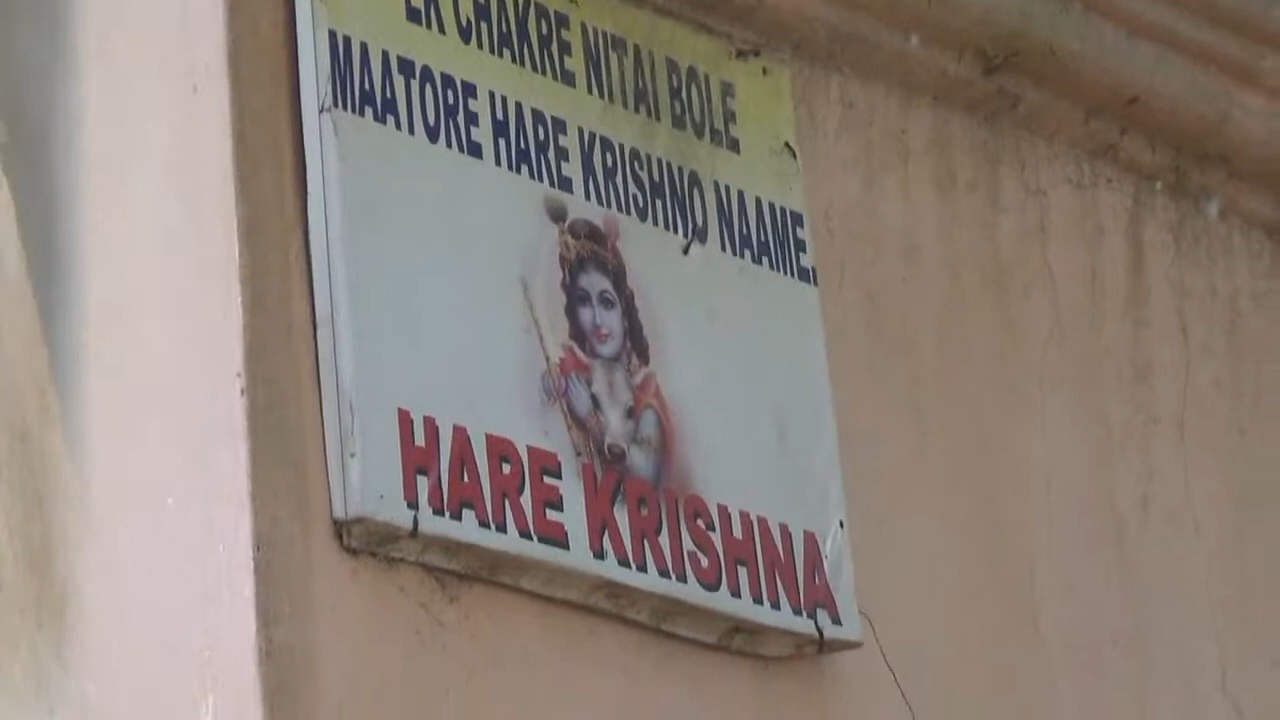 EK CHAKRE NITAI BOLE
MAATORE HARE KRISHNO NAAME.
HARE KRISHNA